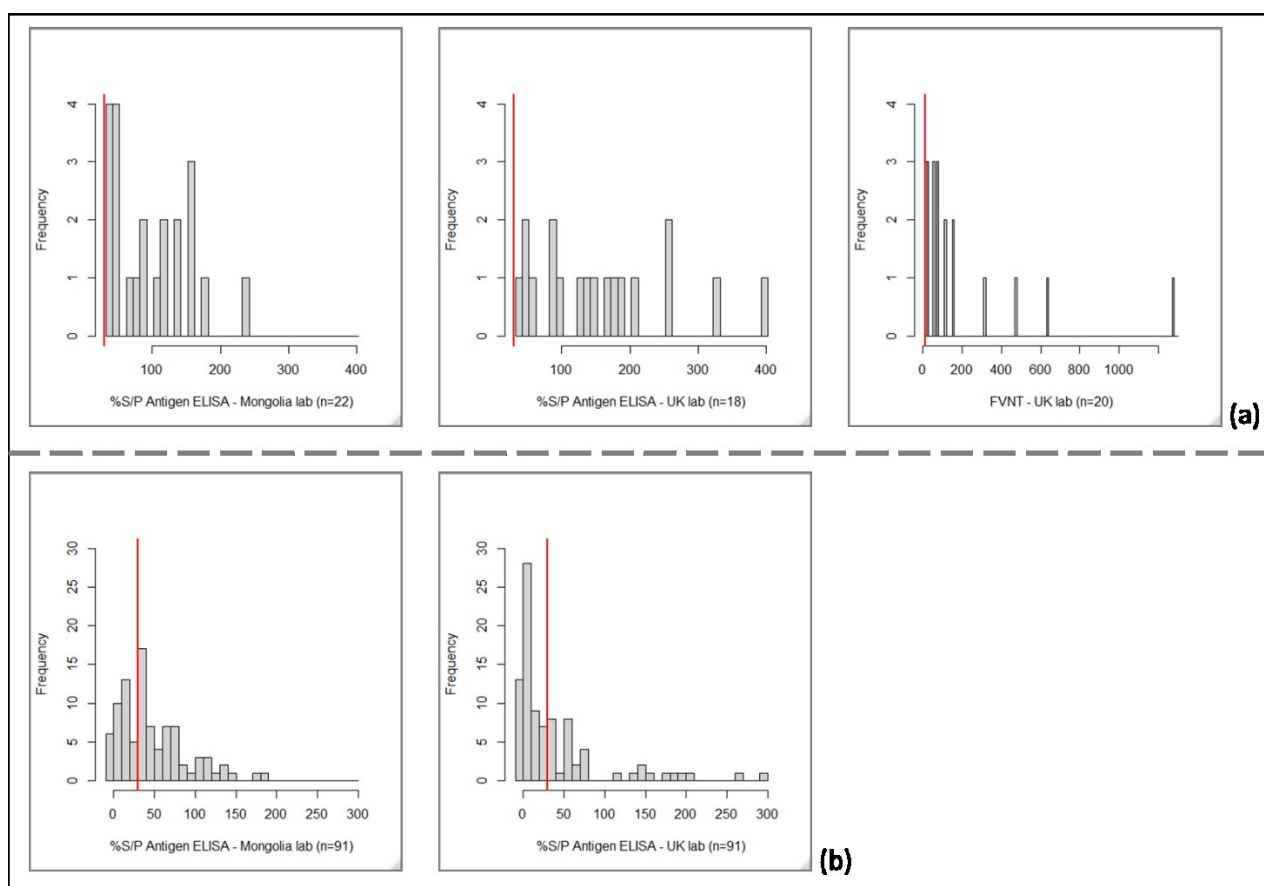 Frequency
0 1 2 3 4
100 200 300 400
%S/P Antigen ELISA - Mongolia lab (n=22)
Frequency
0 1 2 3 4
100 200 300 400
%S/P Antigen ELISA - UK lab (n=18)
Frequency
0 1 2 3 4
0 200 400 600 800 1000
FVNT - UK lab (n=20)
(a)
Frequency
0 5 10 15 20 25 30
0 50 100 150 200 250 300
%S/P Antigen ELISA - Mongolia lab (n=91)
Frequency
0 5 10 15 20 25 30
0 50 100 150 200 250 300
%S/P Antigen ELISA - UK lab (n=91)
(b)